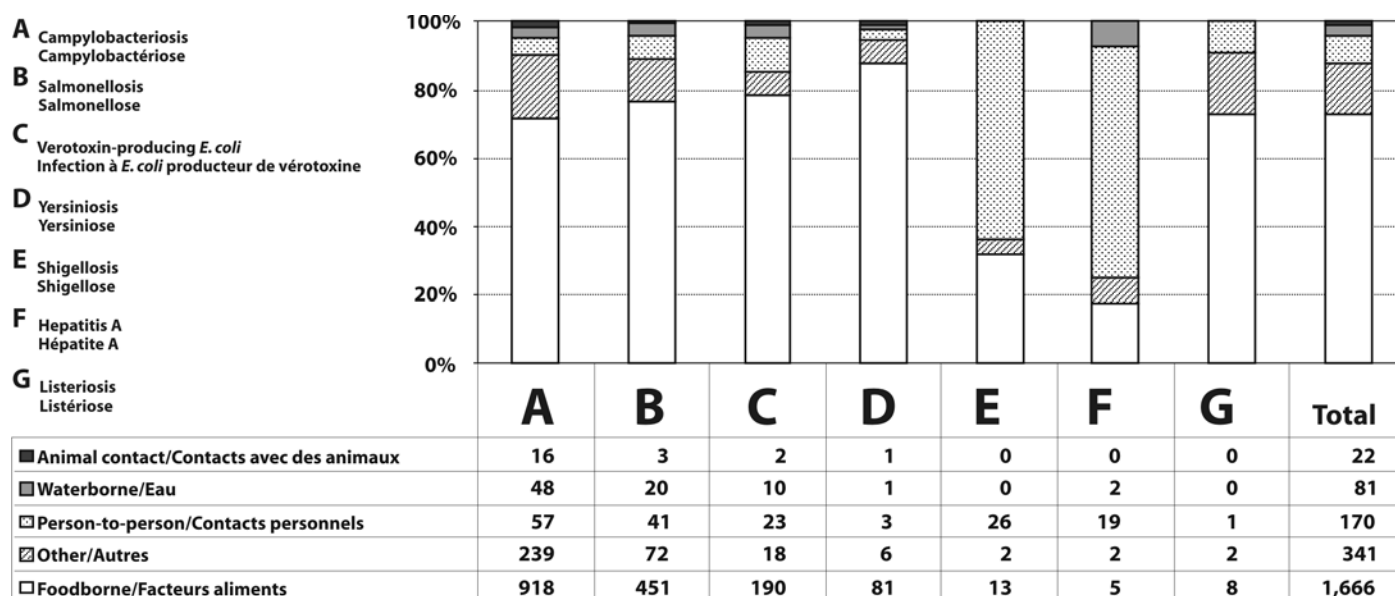 A Campylobacteriosis
Campylobactériose
B Salmonellosis
Salmonellose
C Verotoxin-producing E. coli
Infection à E. coli producteur de vérotoxine
D Yersiniosis
Yersiniose
E Shigellosis
Shigellose
F Hepatitis A
Hépatite A
G Listeriosis
Listériose
100%
80%
60%
40%
20%
0%
A B C D E F G Total
Animal contact/Contacts avec des animaux 16 3 2 1 0 0 0 22
Waterborne/Eau 48 20 10 1 0 2 0 81
Person-to-person/Contacts personnels 57 41 23 3 26 19 1 170
Other/Autres 239 72 18 6 2 2 2 341
Foodborne/Facteurs aliments 918 451 190 81 13 5 8 1,666